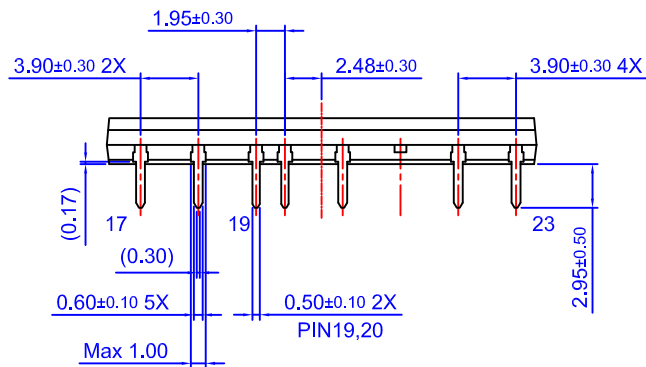 1.95±0.30
3.90±0.30 2X
2.48±0.30
3.90±0.30 4X
(0.17)
17
19
23
(0.30)
2.95±0.50
0.60±0.10 5X
0.50±0.10 2X
PIN19,20
Max 1.00